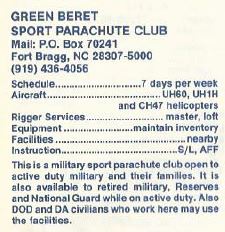 GREEN BERET
SPORT PARACHUTE CLUB
Mail: P.O. Box 70241
Fort Bragg, NC 28307-5000
(919) 436-4056
Schedule.....................7 days per week
Aircraft.........................UH60, UH1H
and CH47 helicopters
Rigger Services............. master, loft
Equipment ............maintain inventory
Facilities ................................nearby
Instruction.............................S/L, AFF
This is a military sport parachute club open to
active duty military and their families. It is
also available to retired military, Reserves
and National Guard while on active duty. Also
DOD and DA civilians who work here may use
the facilities.